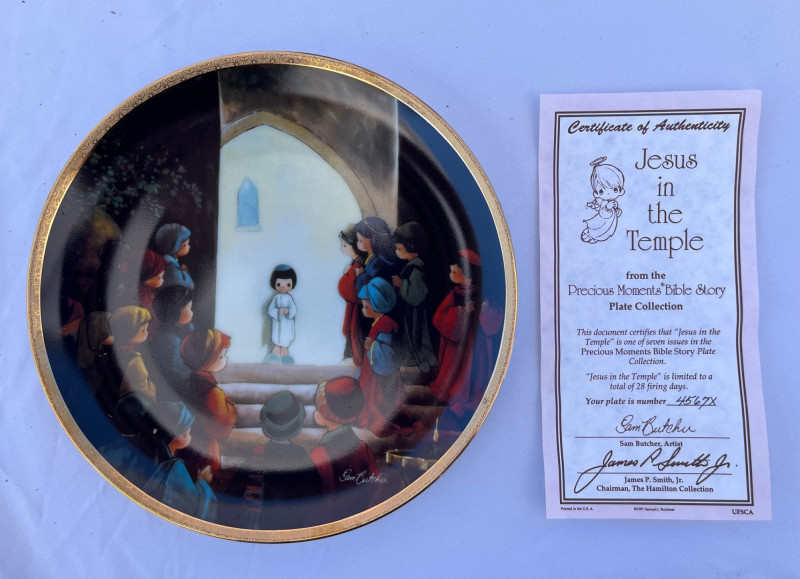 Sam Butcher
Certificate of Authenticity
Jesus
in
the
Temple
from the
Precious Moments® Bible Story
Plate Collection
This document certifies that "Jesus in the
Temple" is one of seven issues in the
Precious Moments Bible Story Plate
Collection.
"Jesus in the Temple" is limited to a
total of 28 firing days.
Your plate is number 4567X
Sam Butcher
Sam Butcher, Artist
James P. Smith, Jr.
James P. Smith, Jr.
Chairman, The Hamilton Collection
Printed in the U.S. A.
Samuel J. Butcher
UFSCA